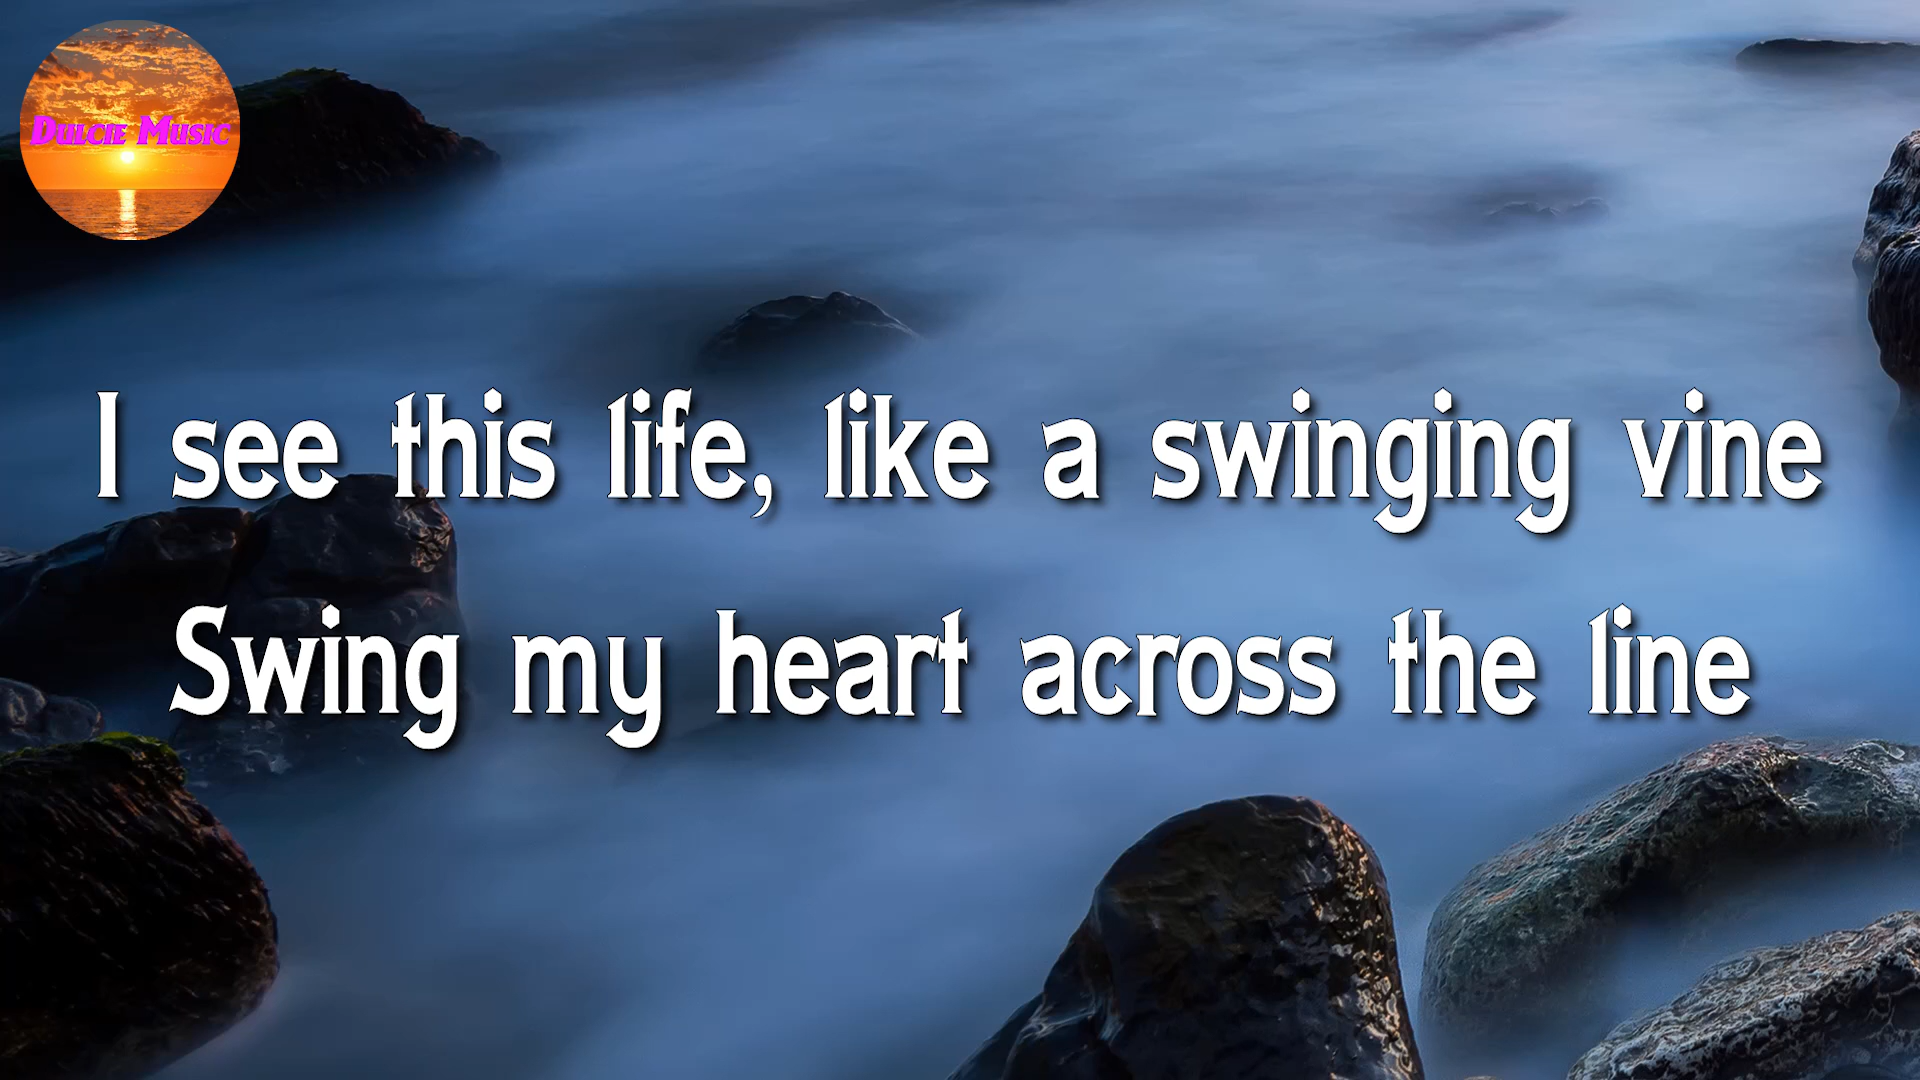 Dulcie Music
I see this life, like a swinging vine
Swing my heart across the line